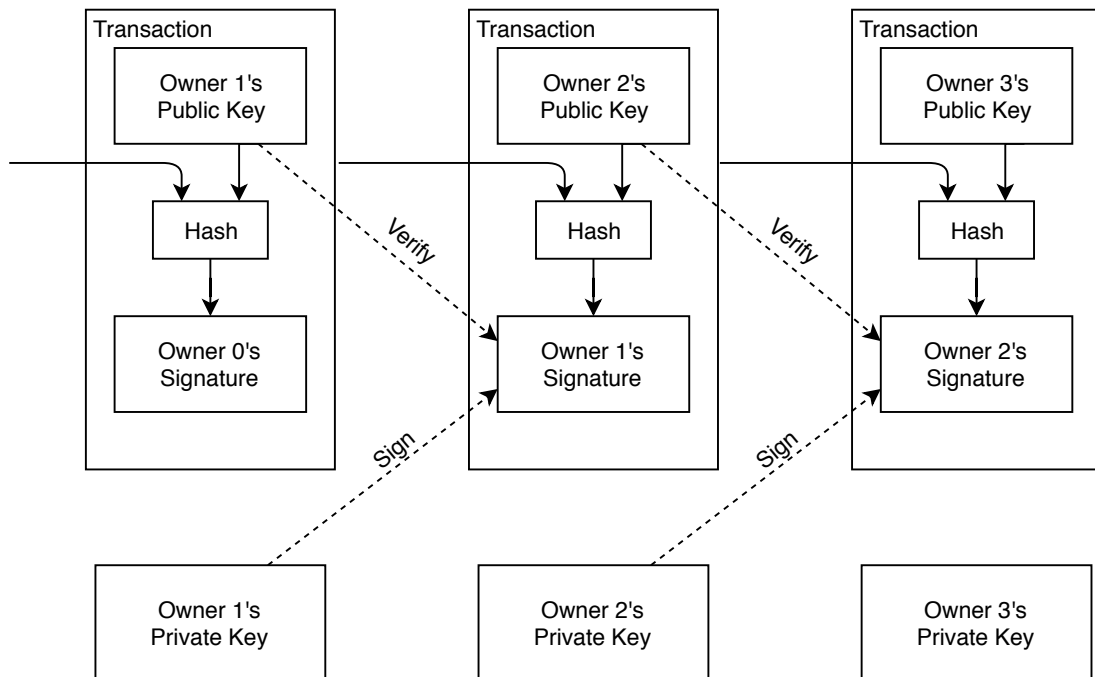 Transaction
Owner 1's
Public Key
Hash
Owner 0's
Signature
Transaction
Owner 2's
Public Key
Hash
Owner 1's
Signature
Transaction
Owner 3's
Public Key
Hash
Owner 2's
Signature
Verify
Verify
Sign
Sign
Owner 1's
Private Key
Owner 2's
Private Key
Owner 3's
Private Key